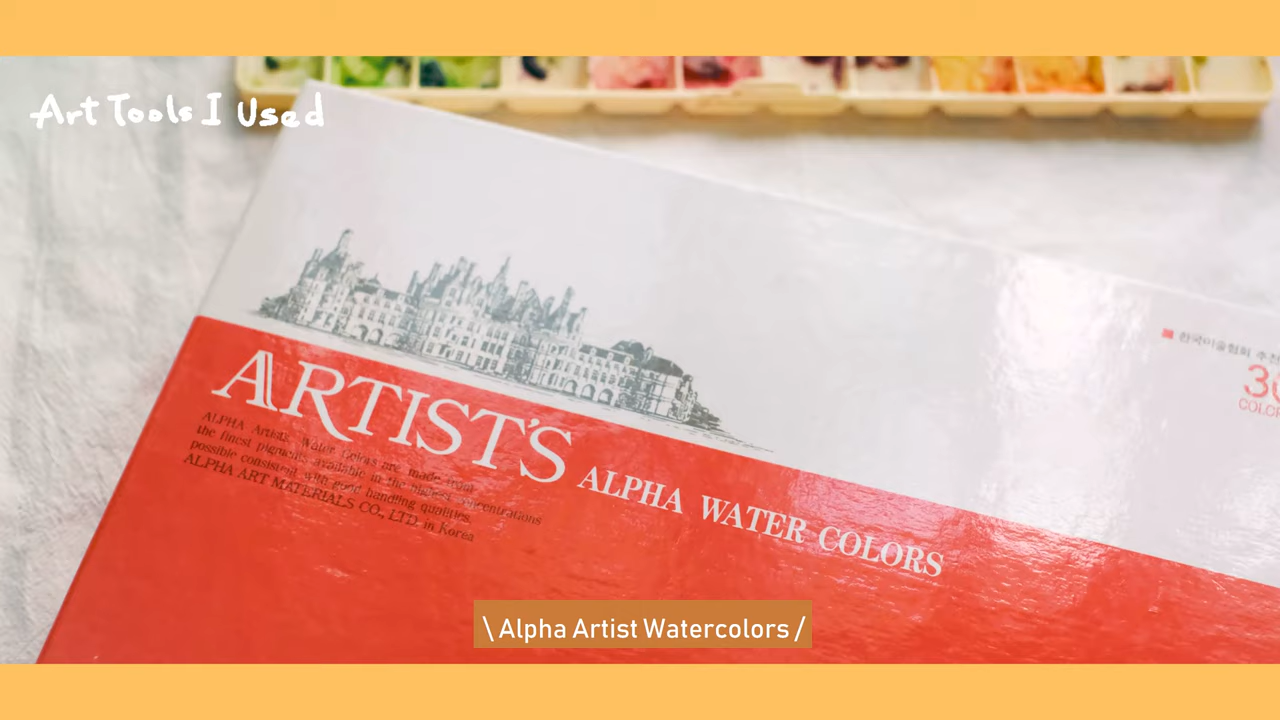 Art Tools I Used
한국미술협회 추천
COLO
ARTIST'S ALPHA WATER COLORS
ALPHA Artists' Water Colors are made from
the finest pigments available in the highest concentrations
possible consistent with good handling qualities.
ALPHA ART MATERIALS CO., LTD. in Korea
\ Alpha Artist Watercolors /